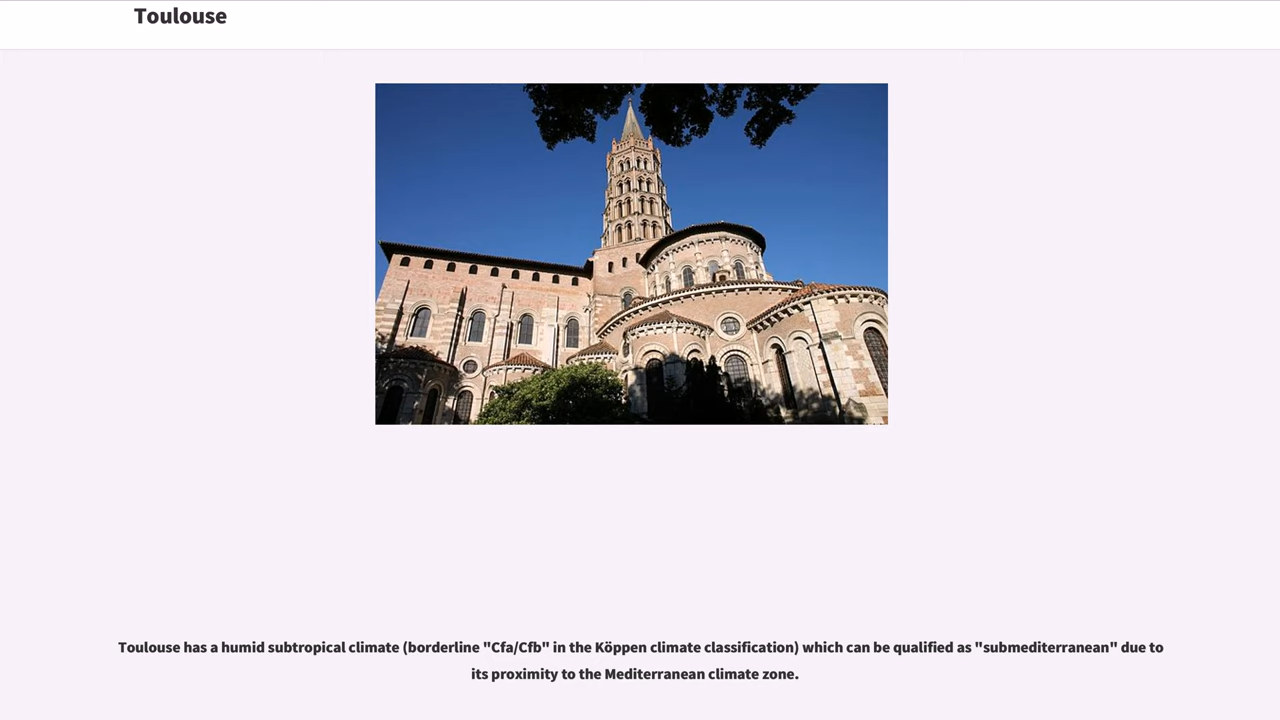 Toulouse
Toulouse has a humid subtropical climate (borderline "Cfa/Cfb" in the Köppen climate classification) which can be qualified as "submediterranean" due to
its proximity to the Mediterranean climate zone.